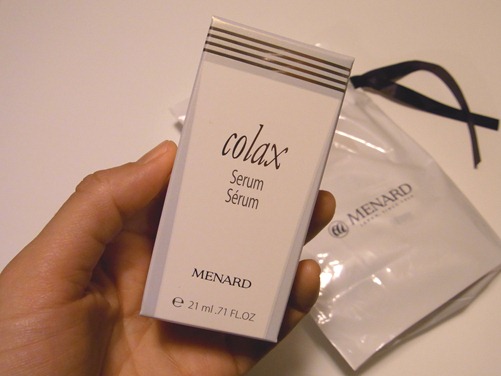 colax
Serum
Sérum
MENARD
℮ 21 ml .71 FL.OZ
MENARD